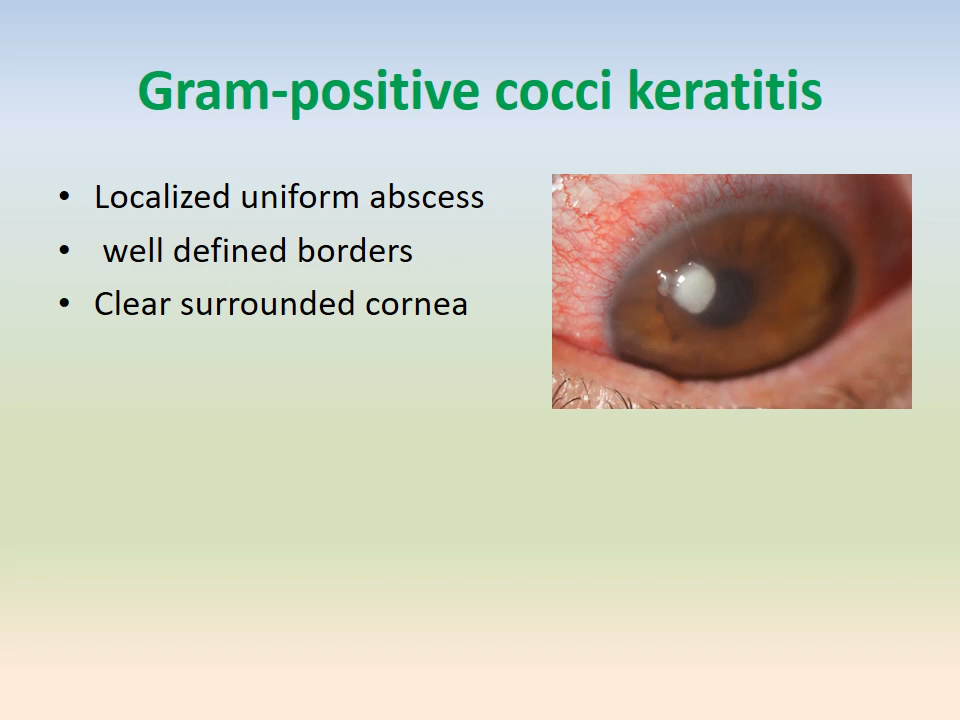 Gram-positive cocci keratitis
• Localized uniform abscess
• well defined borders
• Clear surrounded cornea